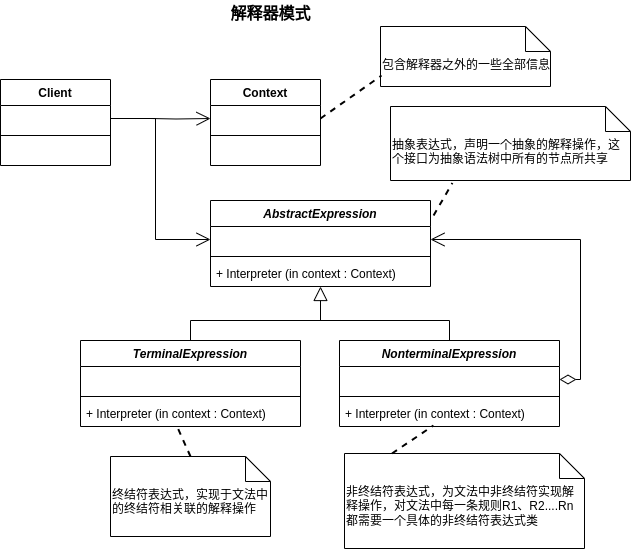 解释器模式
包含解释器之外的一些全部信息
Client
Context
抽象表达式，声明一个抽象的解释操作，这
个接口为抽象语法树中所有的节点所共享
AbstractExpression
+ Interpreter (in context : Context)
TerminalExpression
NonterminalExpression
+ Interpreter (in context : Context)
+ Interpreter (in context : Context)
终结符表达式，实现于文法中
的终结符相关联的解释操作
非终结符表达式，为文法中非终结符实现解
释操作，对文法中每一条规则R1、R2....Rn
都需要一个具体的非终结符表达式类